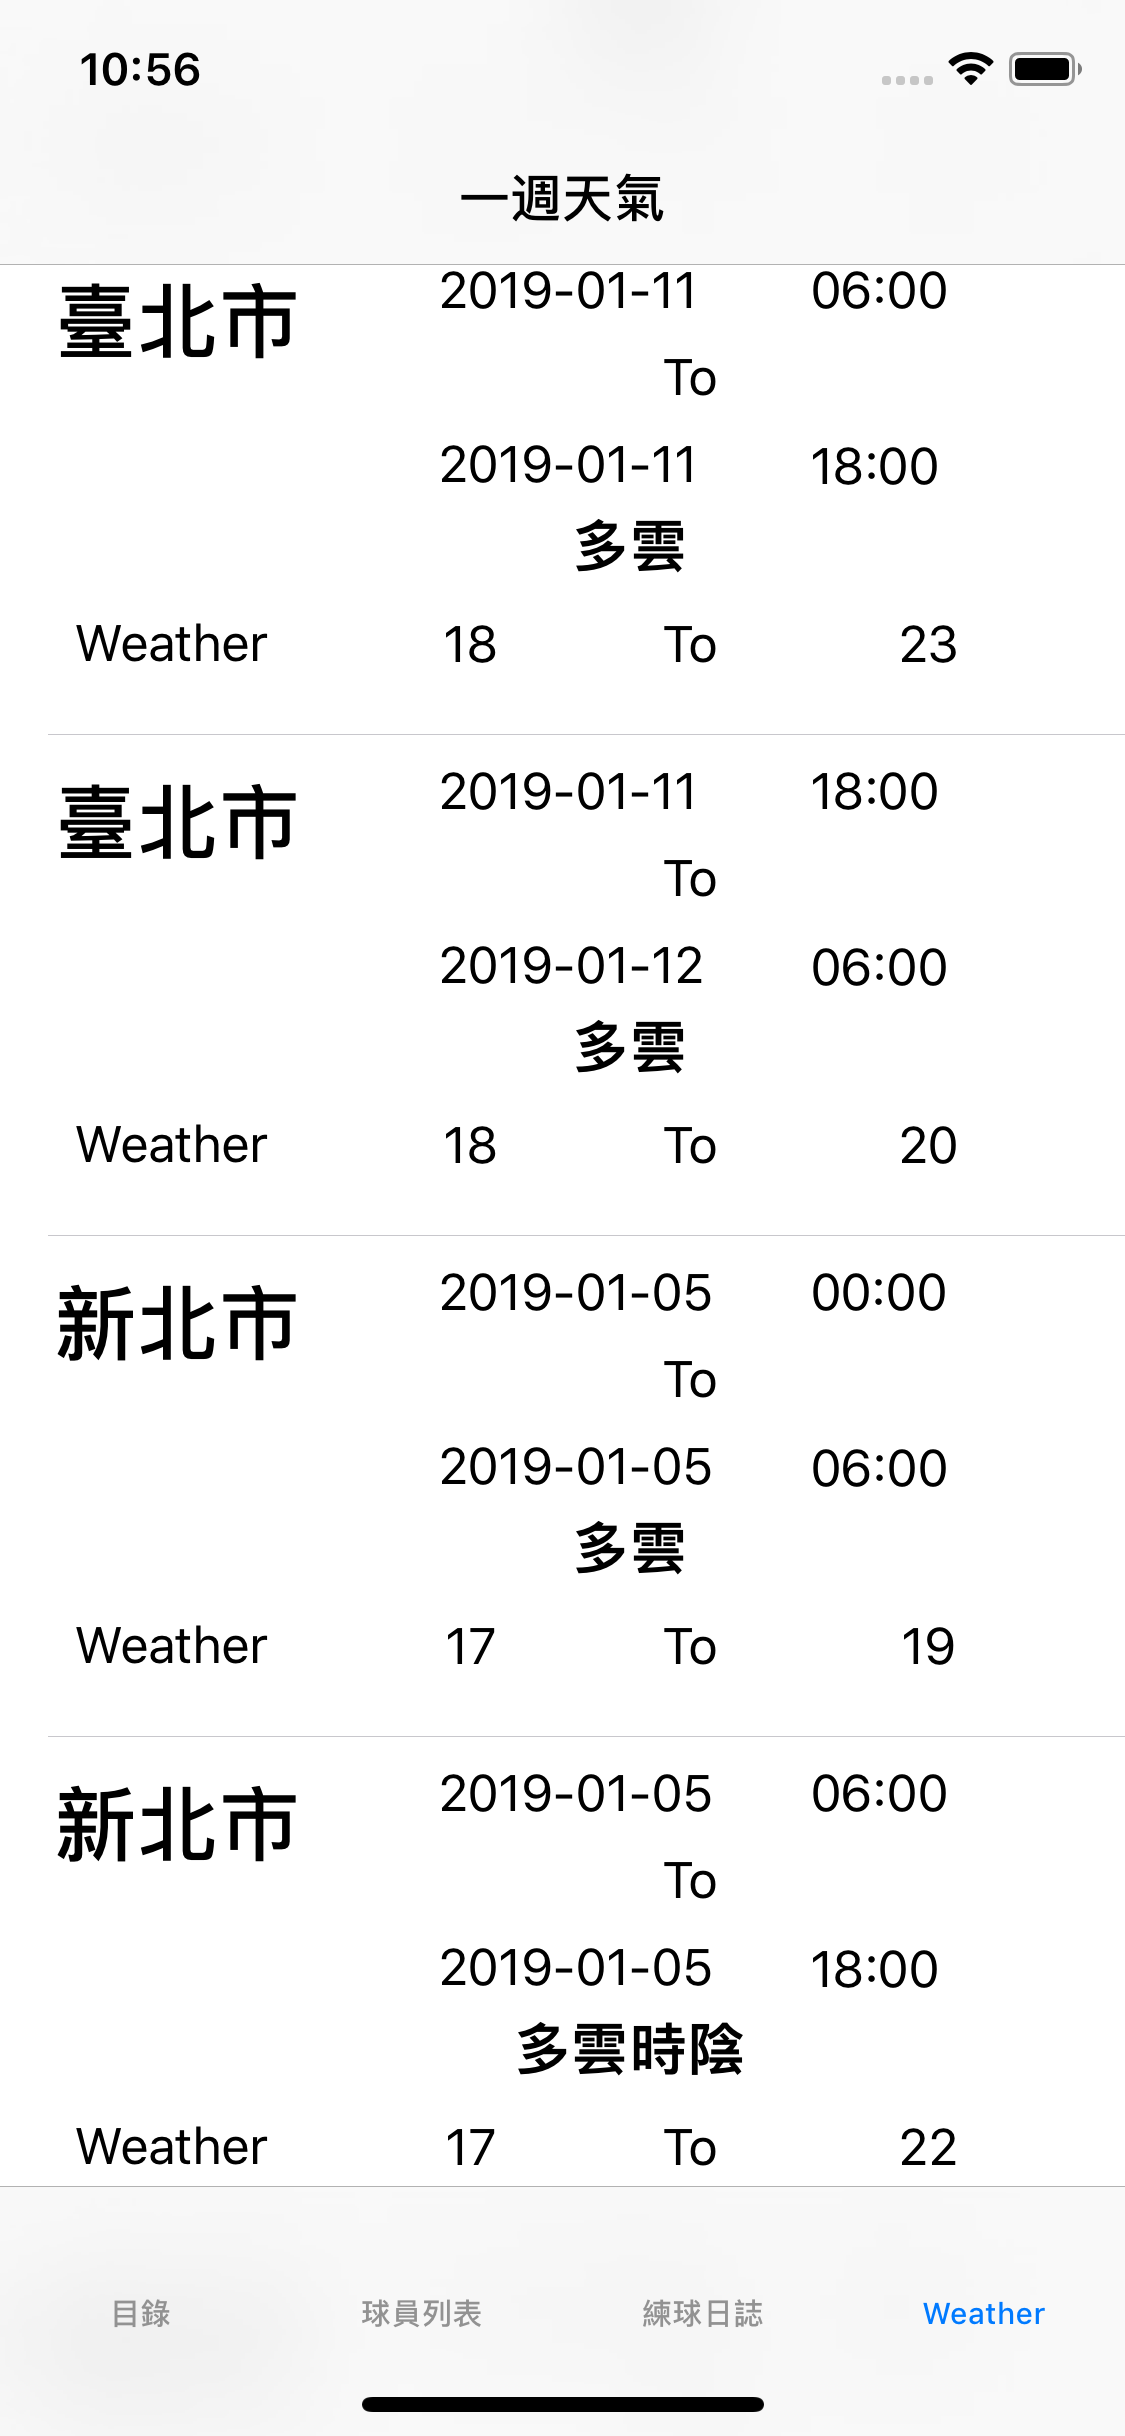 10:56
一週天氣
臺北市 2019-01-11 06:00
To
2019-01-11 18:00
多雲
Weather 18 To 23
臺北市 2019-01-11 18:00
To
2019-01-12 06:00
多雲
Weather 18 To 20
新北市 2019-01-05 00:00
To
2019-01-05 06:00
多雲
Weather 17 To 19
新北市 2019-01-05 06:00
To
2019-01-05 18:00
多雲時陰
Weather 17 To 22
目錄 球員列表 練球日誌 Weather